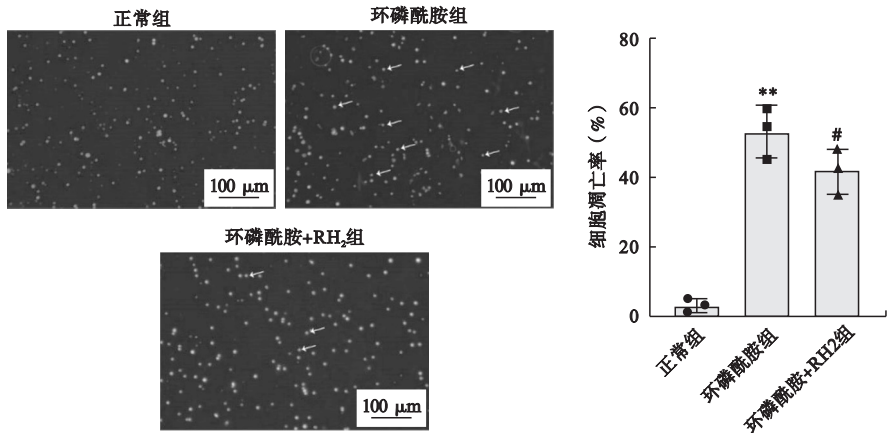 正常组
环磷酰胺组
100 μm
100 μm
环磷酰胺+RH₂组
100 μm
细胞凋亡率（%）
80
60
40
20
0
**
#
正常组
环磷酰胺组
环磷酰胺+RH2组